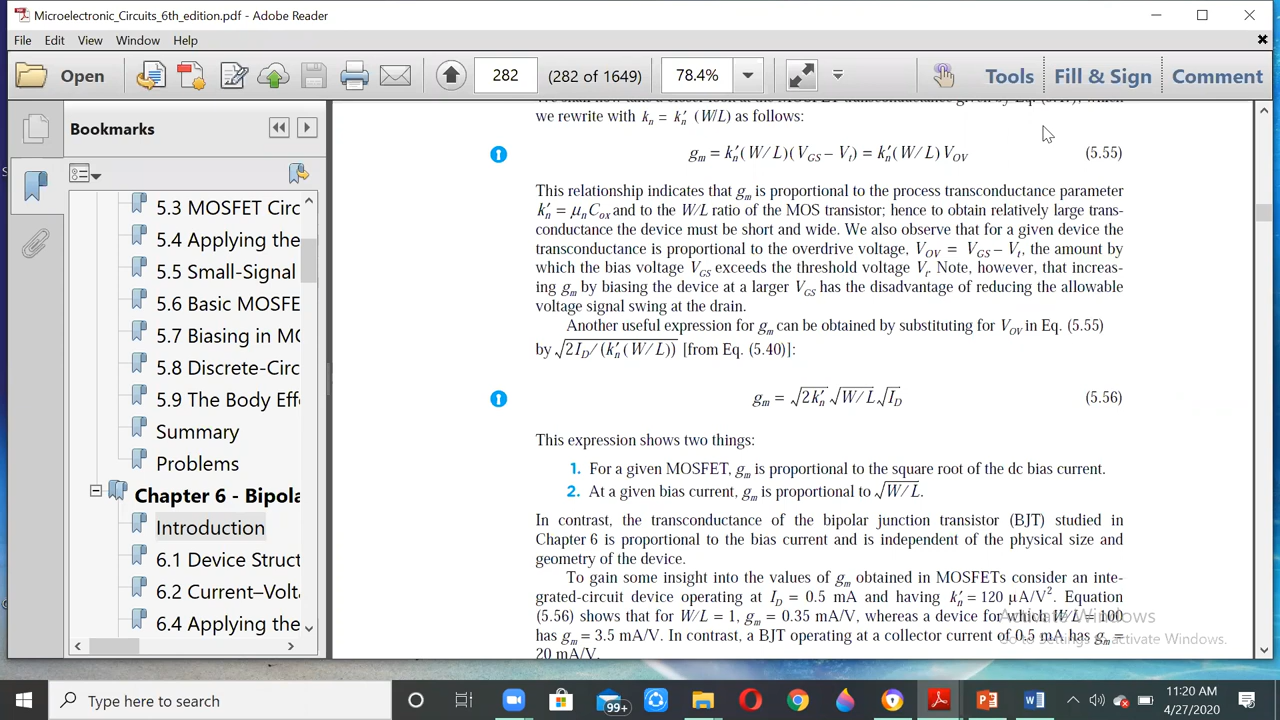 Microelectronic_Circuits_6th_edition.pdf - Adobe Reader
File Edit View Window Help
Open 282 (282 of 1649) 78.4% Tools Fill & Sign Comment
Bookmarks
5.3 MOSFET Circ
5.4 Applying the
5.5 Small-Signal
5.6 Basic MOSFE
5.7 Biasing in MC
5.8 Discrete-Circ
5.9 The Body Effe
Summary
Problems
Chapter 6 - Bipola
Introduction
6.1 Device Struct
6.2 Current–Volta
6.4 Applying the
we rewrite with kₙ = k′ₙ (W/L) as follows:
gₘ = k′ₙ(W/L)(V_GS – Vₜ) = k′ₙ(W/L)V_OV (5.55)
This relationship indicates that gₘ is proportional to the process transconductance parameter
k′ₙ = μₙC_ox and to the W/L ratio of the MOS transistor; hence to obtain relatively large trans-
conductance the device must be short and wide. We also observe that for a given device the
transconductance is proportional to the overdrive voltage, V_OV = V_GS – Vₜ, the amount by
which the bias voltage V_GS exceeds the threshold voltage Vₜ. Note, however, that increas-
ing gₘ by biasing the device at a larger V_GS has the disadvantage of reducing the allowable
voltage signal swing at the drain.
Another useful expression for gₘ can be obtained by substituting for V_OV in Eq. (5.55)
by √(2I_D/(k′ₙ(W/L))) [from Eq. (5.40)]:
gₘ = √(2k′ₙ) √(W/L) √(I_D) (5.56)
This expression shows two things:
1. For a given MOSFET, gₘ is proportional to the square root of the dc bias current.
2. At a given bias current, gₘ is proportional to √(W/L).
In contrast, the transconductance of the bipolar junction transistor (BJT) studied in
Chapter 6 is proportional to the bias current and is independent of the physical size and
geometry of the device.
To gain some insight into the values of gₘ obtained in MOSFETs consider an inte-
grated-circuit device operating at I_D = 0.5 mA and having k′ₙ = 120 μA/V². Equation
(5.56) shows that for W/L = 1, gₘ = 0.35 mA/V, whereas a device for which W/L = 100
has gₘ = 3.5 mA/V. In contrast, a BJT operating at a collector current of 0.5 mA has gₘ =
20 mA/V.
Activate Windows
Go to Settings to activate Windows.
Type here to search
99+
11:20 AM
4/27/2020